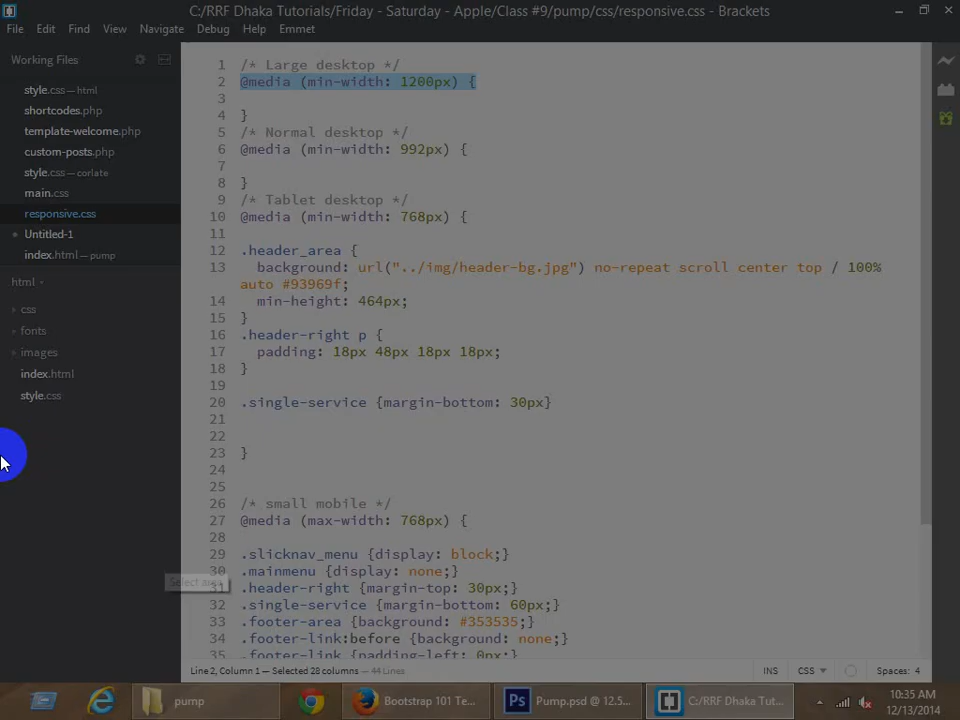 C:/RRF Dhaka Tutorials/Friday - Saturday - Apple/Class #9/pump/css/responsive.css - Brackets
File Edit Find View Navigate Debug Help Emmet
Working Files
style.css — html
shortcodes.php
template-welcome.php
custom-posts.php
style.css — corlate
main.css
responsive.css
Untitled-1
index.html — pump
html
css
fonts
images
index.html
style.css
1 /* Large desktop */
2 @media (min-width: 1200px) {
3
4 }
5 /* Normal desktop */
6 @media (min-width: 992px) {
7
8 }
9 /* Tablet desktop */
10 @media (min-width: 768px) {
11
12 .header_area {
13 background: url("../img/header-bg.jpg") no-repeat scroll center top / 100%
auto #93969f;
14 min-height: 464px;
15 }
16 .header-right p {
17 padding: 18px 48px 18px 18px;
18 }
19
20 .single-service {margin-bottom: 30px}
21
22
23 }
24
25
26 /* small mobile */
27 @media (max-width: 768px) {
28
29 .slicknav_menu {display: block;}
30 .mainmenu {display: none;}
31 .header-right {margin-top: 30px;}
32 .single-service {margin-bottom: 60px;}
33 .footer-area {background: #353535;}
34 .footer-link:before {background: none;}
35 .footer-link {padding-left: 0px;}
Line 2, Column 1 — Selected 28 columns — 44 Lines
INS CSS Spaces: 4
pump
Bootstrap 101 Te...
Pump.psd @ 12.5...
C:/RRF Dhaka Tut...
10:35 AM
12/13/2014